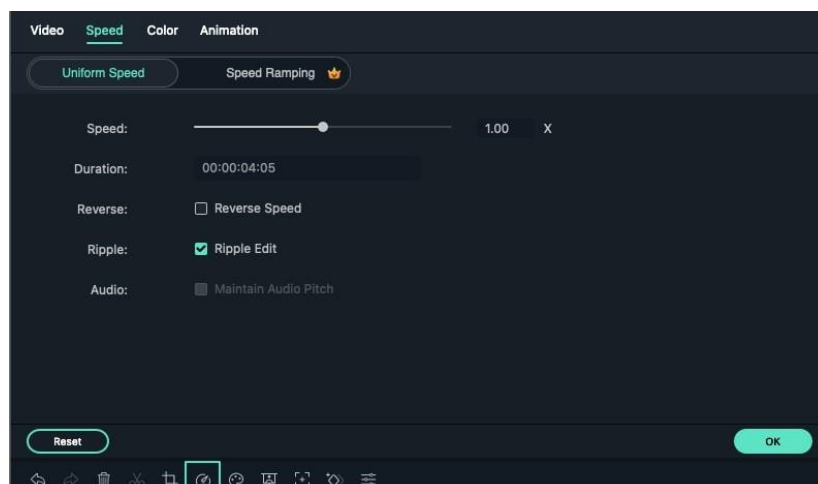 Video Speed Color Animation
Uniform Speed Speed Ramping
Speed: 1.00 X
Duration: 00:00:04:05
Reverse: Reverse Speed
Ripple: Ripple Edit
Audio: Maintain Audio Pitch
Reset OK